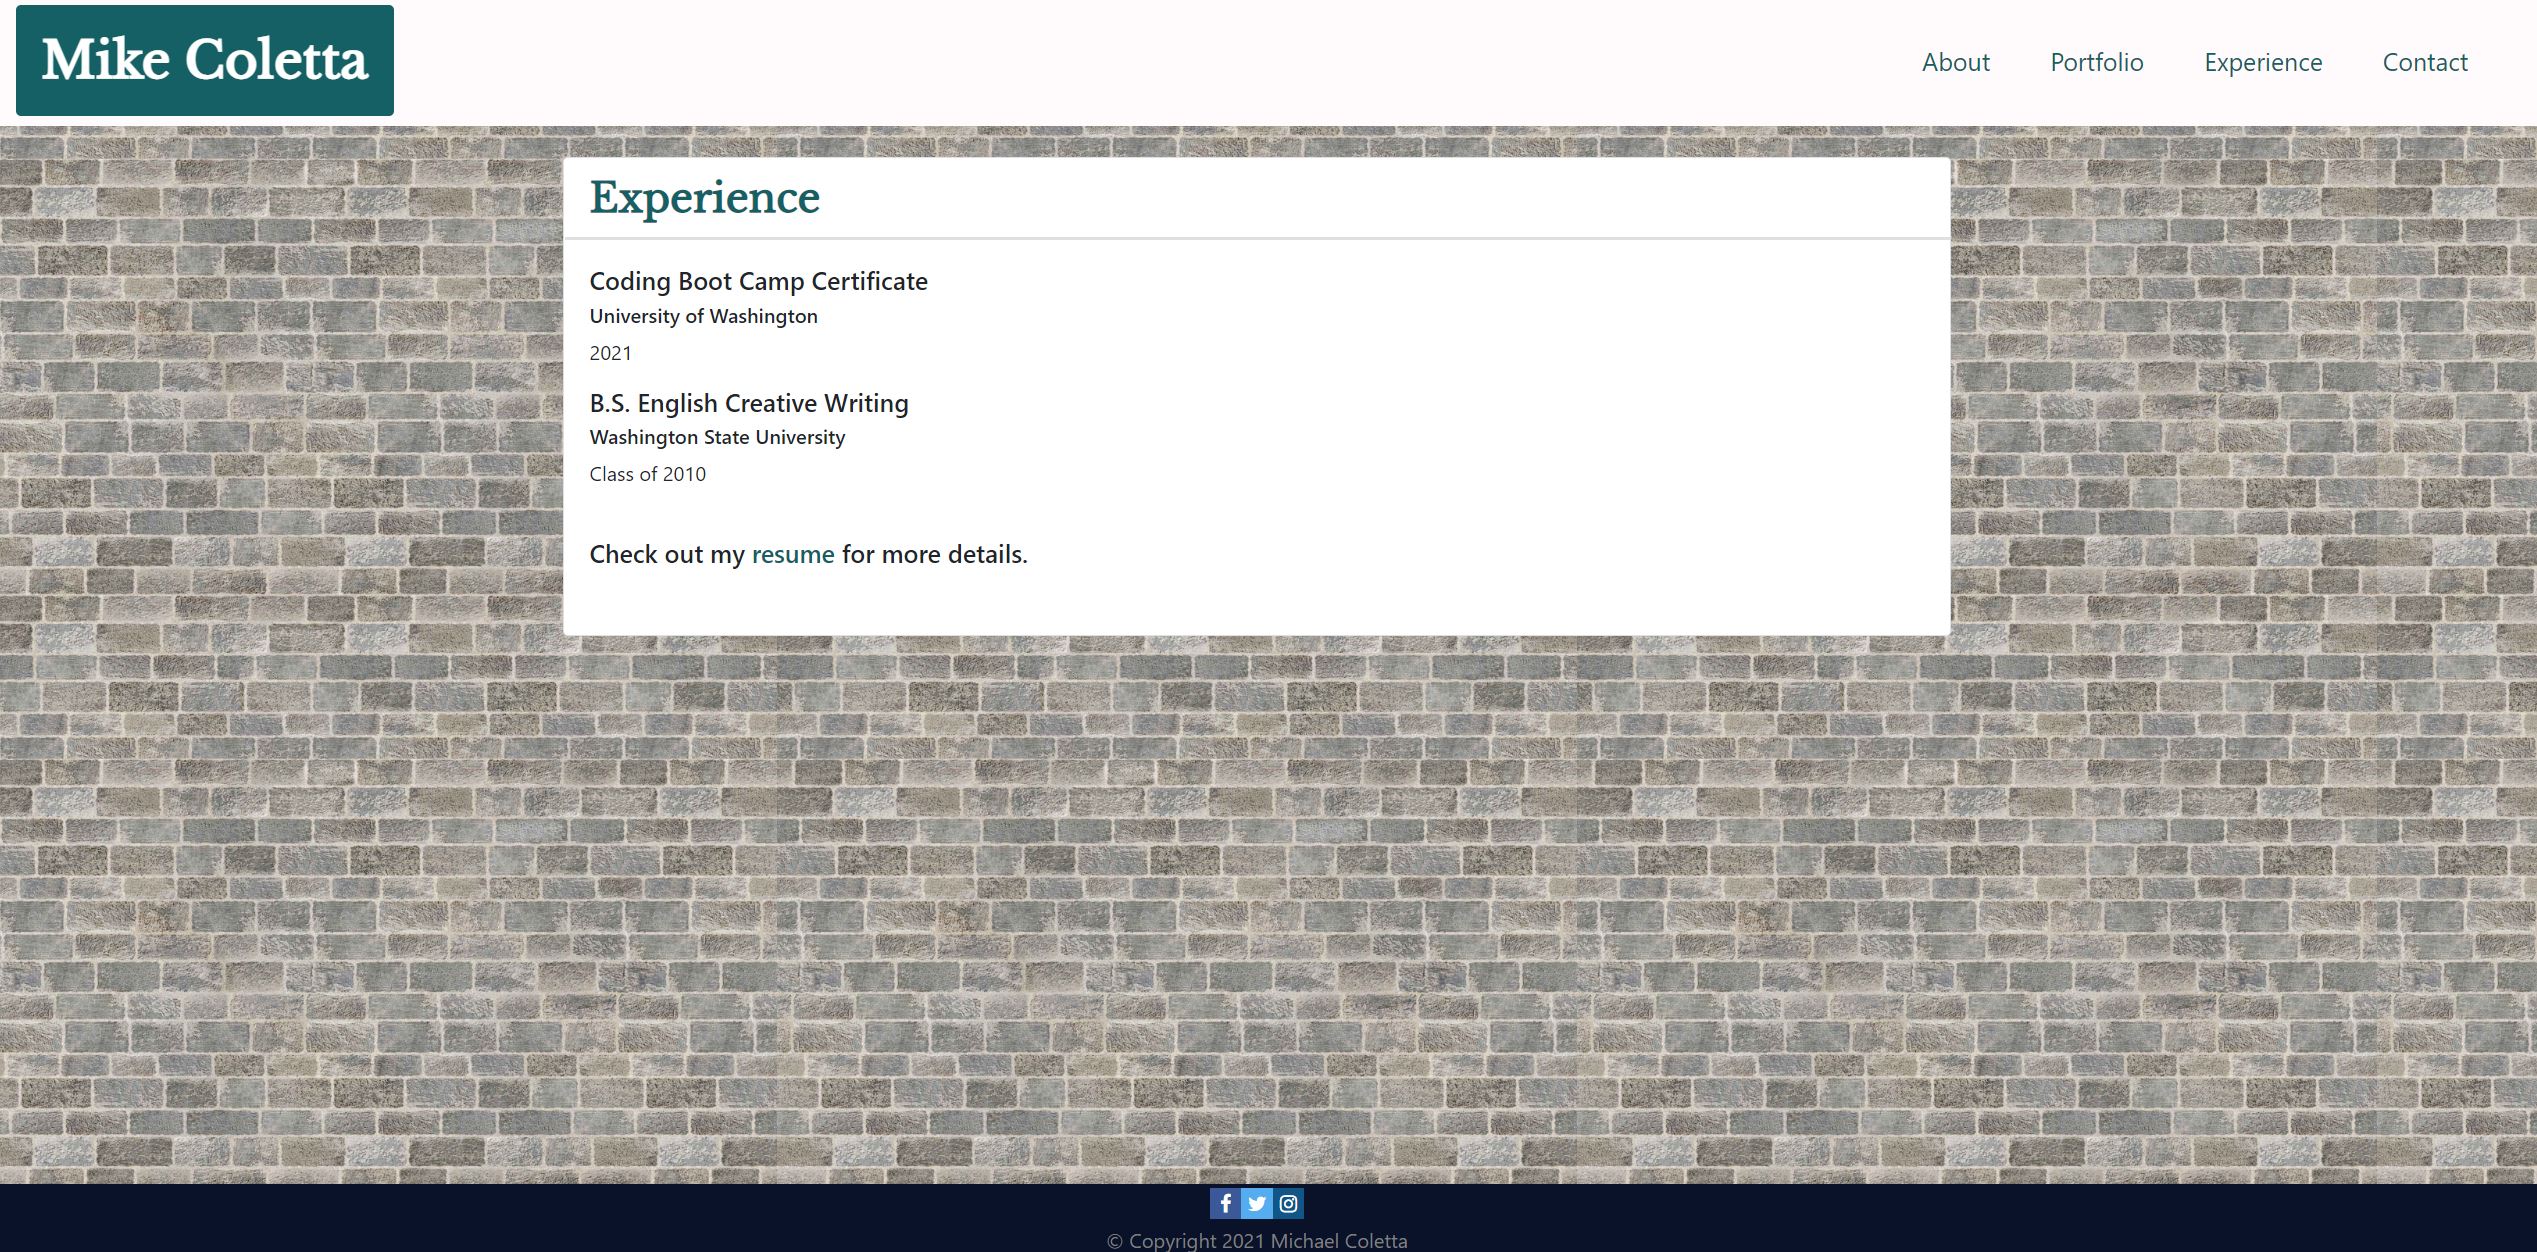 Mike Coletta
About Portfolio Experience Contact
Experience
Coding Boot Camp Certificate
University of Washington
2021
B.S. English Creative Writing
Washington State University
Class of 2010
Check out my resume for more details.
© Copyright 2021 Michael Coletta